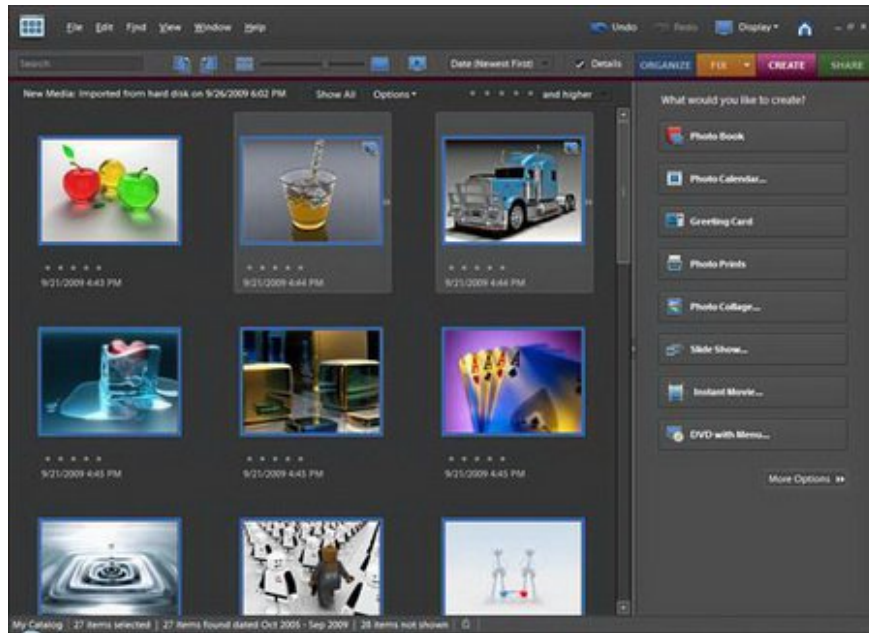 File Edit Find View Window Help Undo Redo Display
Search Date (Newest First) Details ORGANIZE FIX CREATE SHARE
New Media: Imported from hard disk on 9/26/2009 6:02 PM Show All Options and higher
What would you like to create?
Photo Book
Photo Calendar...
Greeting Card
Photo Prints
Photo Collage...
Slide Show...
Instant Movie...
DVD with Menu...
More Options
9/21/2009 4:43 PM 9/21/2009 4:44 PM 9/21/2009 4:44 PM
9/21/2009 4:45 PM 9/21/2009 4:45 PM 9/21/2009 4:45 PM
My Catalog 27 items selected | 27 items found dated Oct 2005 - Sep 2009 | 28 items not shown